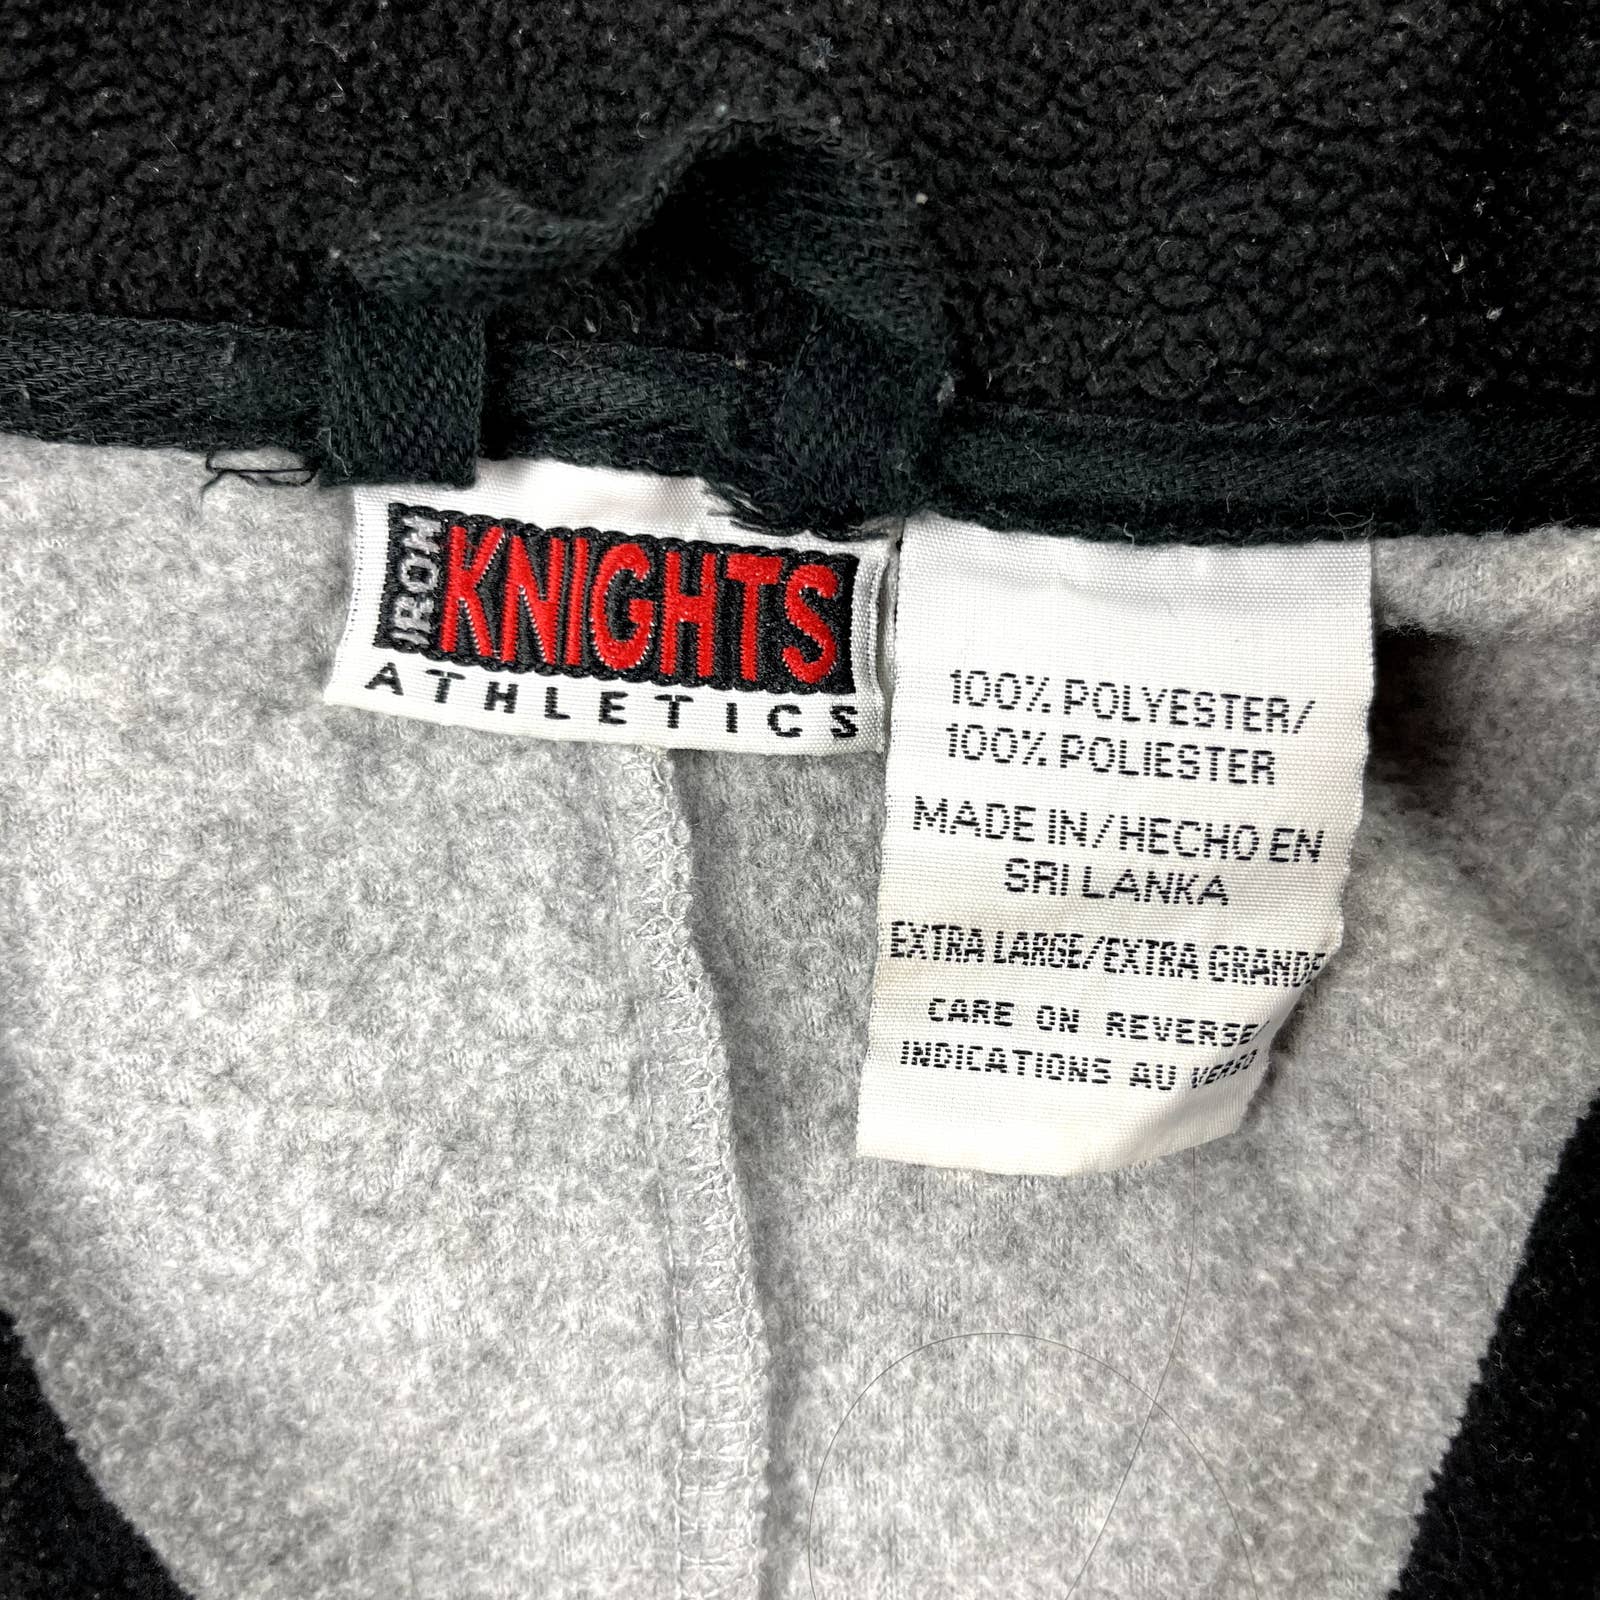 IRON
KNIGHTS
ATHLETICS
100% POLYESTER/
100% POLIESTER
MADE IN/HECHO EN
SRI LANKA
EXTRA LARGE/EXTRA GRANDE
CARE ON REVERSE/
INDICATIONS AU VERSO